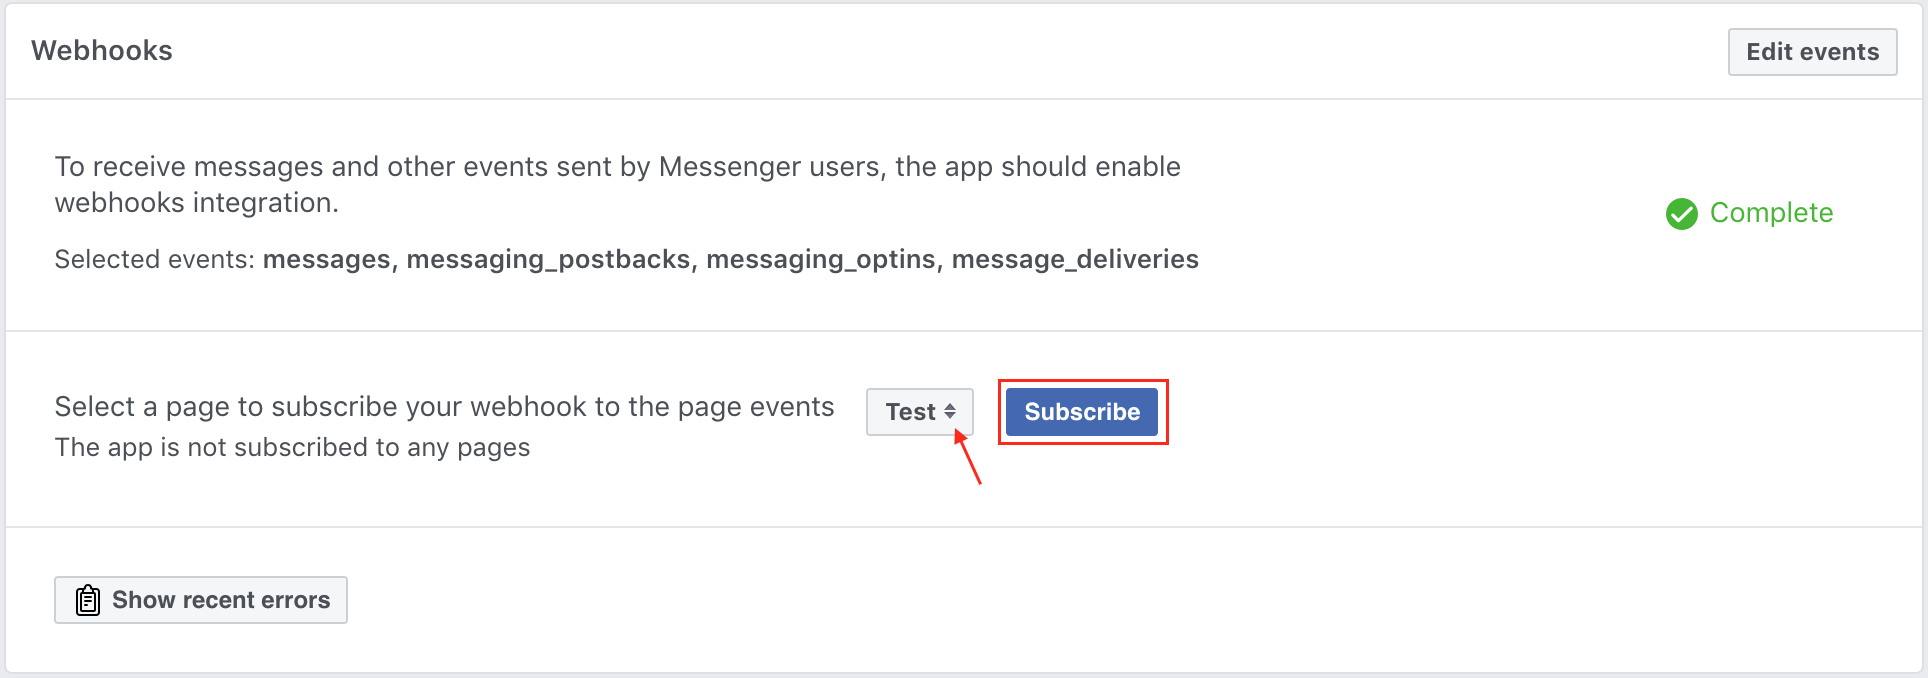 Webhooks
Edit events
To receive messages and other events sent by Messenger users, the app should enable
webhooks integration.
Complete
Selected events: messages, messaging_postbacks, messaging_optins, message_deliveries
Select a page to subscribe your webhook to the page events
Test
Subscribe
The app is not subscribed to any pages
Show recent errors